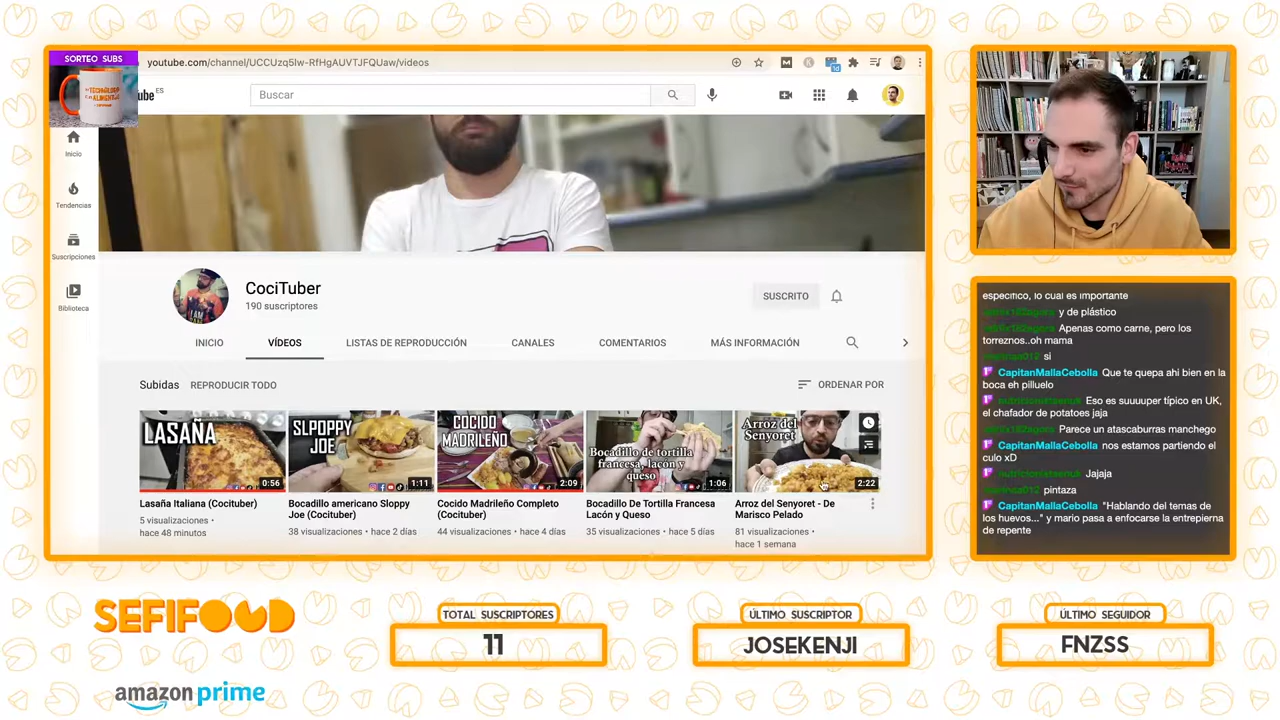 SORTEO SUBS
youtube.com/channel/UCCUzq5Iw-RfHgAUVTJFQUaw/videos
ube ES
Buscar
Inicio
Tendencias
Suscripciones
Biblioteca
CociTuber
190 suscriptores
SUSCRITO
INICIO
VÍDEOS
LISTAS DE REPRODUCCIÓN
CANALES
COMENTARIOS
MÁS INFORMACIÓN
Subidas
REPRODUCIR TODO
ORDENAR POR
LASAÑA
0:56
Lasaña Italiana (Cocituber)
5 visualizaciones •
hace 48 minutos
SLPOPPY
JOE
1:11
Bocadillo americano Sloppy
Joe (Cocituber)
38 visualizaciones • hace 2 días
COCIDO
MADRILEÑO
2:09
Cocido Madrileño Completo
(Cocituber)
44 visualizaciones • hace 4 días
Bocadillo de tortilla
francesa, lacon y
queso
1:06
Bocadillo De Tortilla Francesa
Lacón y Queso
35 visualizaciones • hace 5 días
Arroz del
Senyoret
2:22
Arroz del Senyoret - De
Marisco Pelado
81 visualizaciones •
hace 1 semana
específico, lo cual es importante
y de plástico
Apenas como carne, pero los
torreznos..oh mama
si
CapitanMallaCebolla Que te quepa ahi bien en la
boca eh pilluelo
Eso es suuuuper típico en UK,
el chafador de potatoes jaja
Parece un atascaburras manchego
CapitanMallaCebolla nos estamos partiendo el
culo xD
Jajaja
pintaza
CapitanMallaCebolla "Hablando del temas de
los huevos..." y mario pasa a enfocarse la entrepierna
de repente
SEFIFOOD
amazon prime
TOTAL SUSCRIPTORES
11
ÚLTIMO SUSCRIPTOR
JOSEKENJI
ÚLTIMO SEGUIDOR
FNZSS